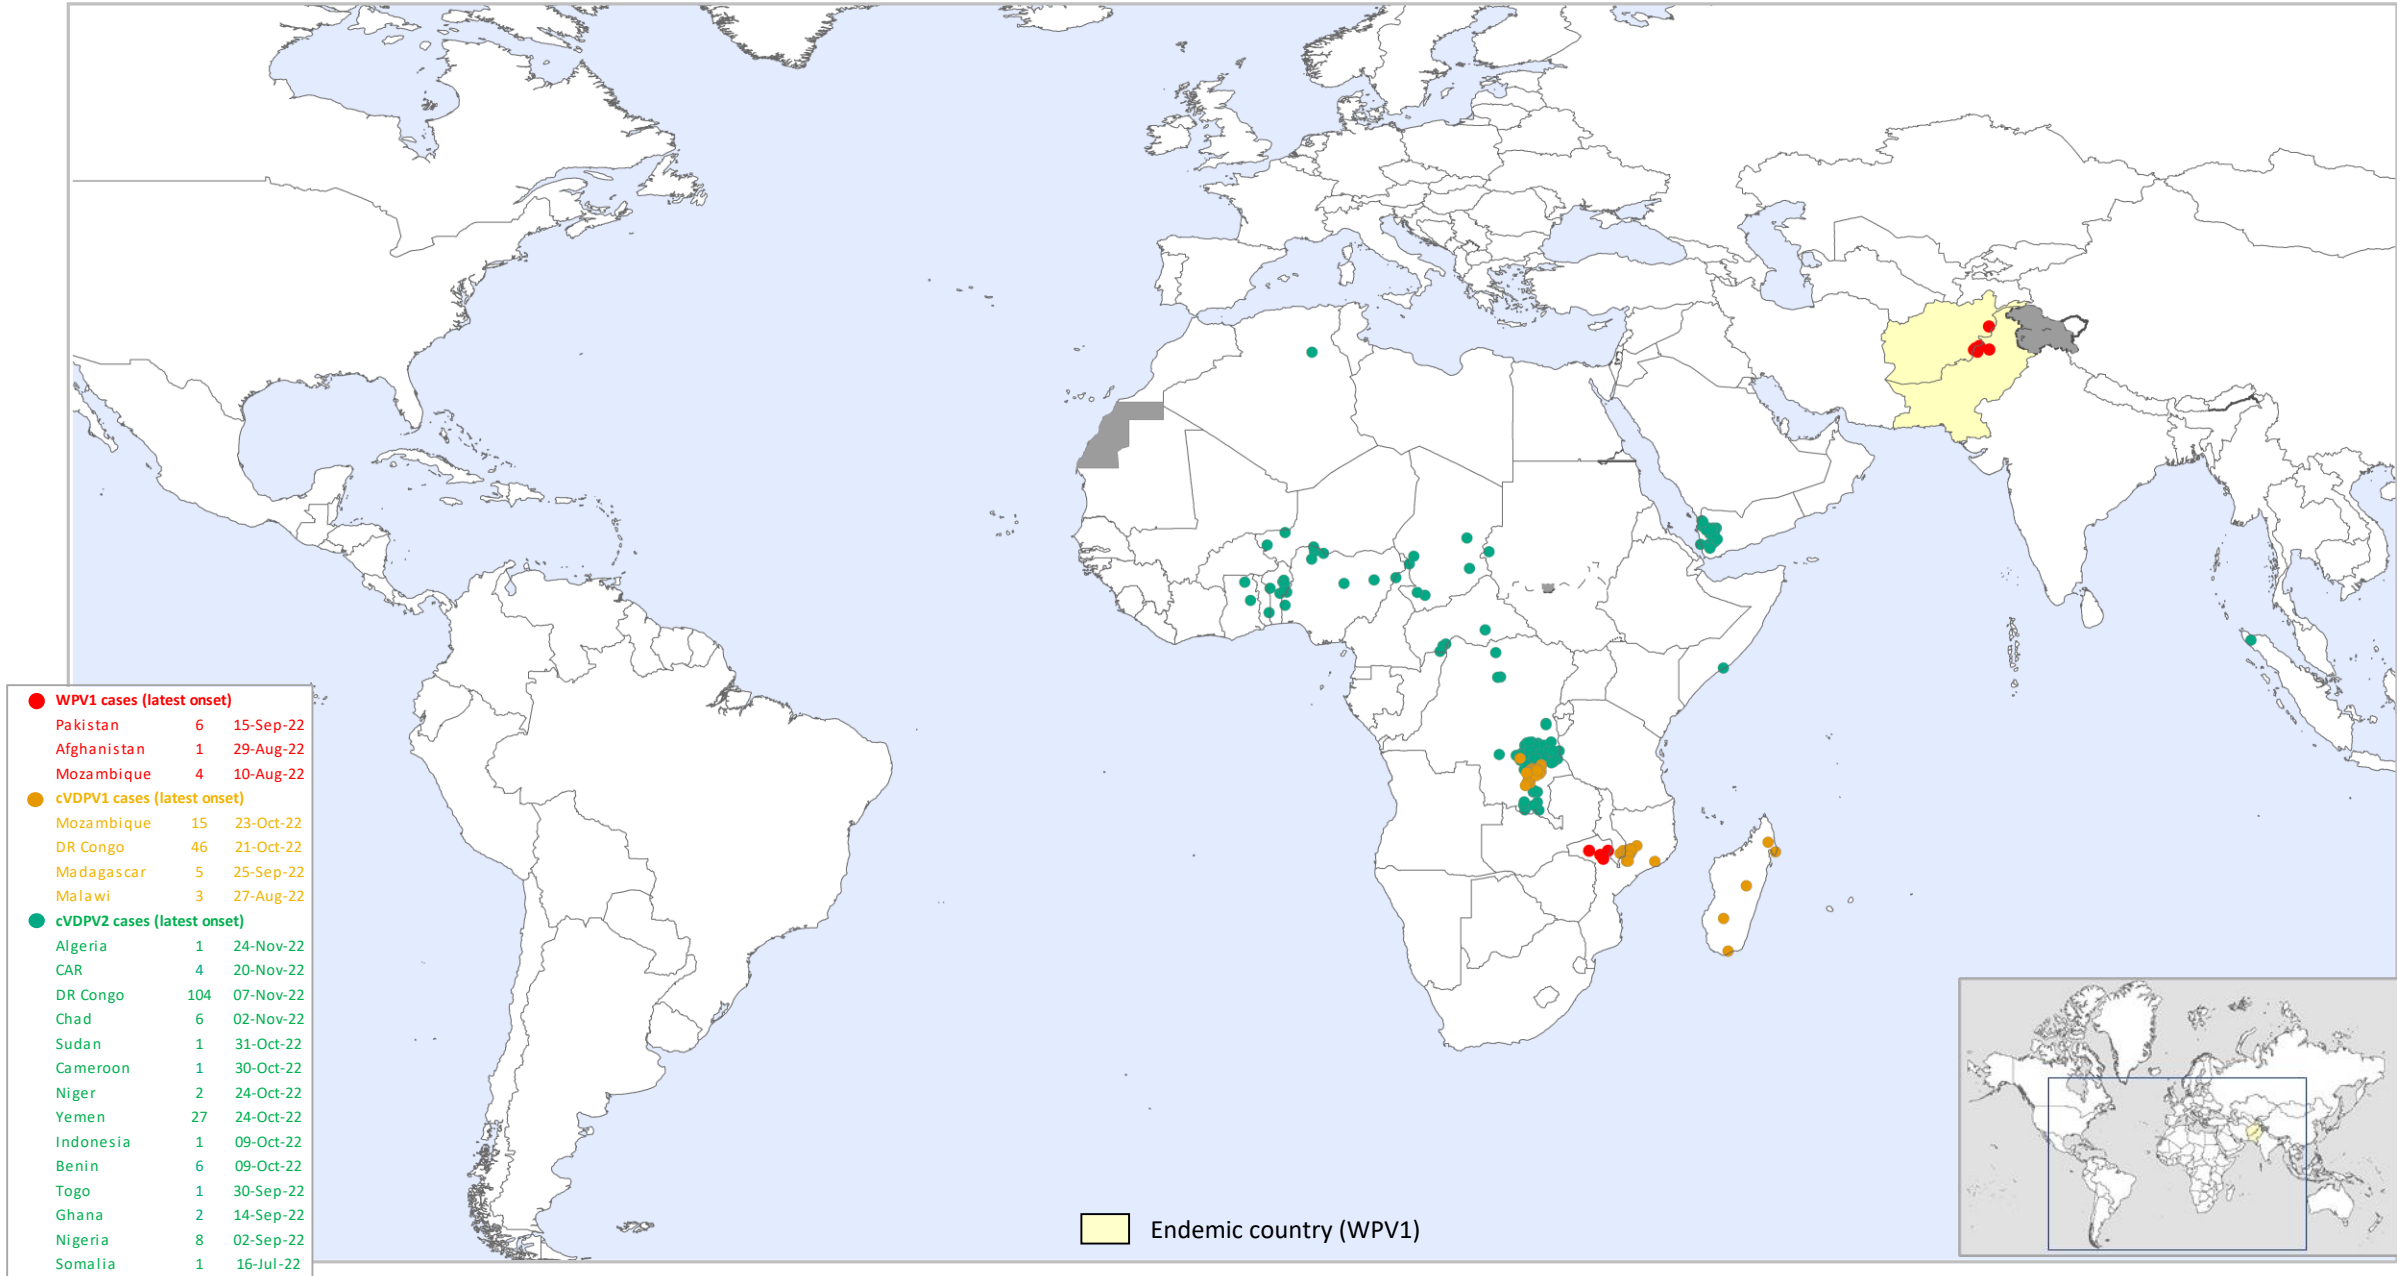 WPV1 cases (latest onset)
Pakistan 6 15-Sep-22
Afghanistan 1 29-Aug-22
Mozambique 4 10-Aug-22
cVDPV1 cases (latest onset)
Mozambique 15 23-Oct-22
DR Congo 46 21-Oct-22
Madagascar 5 25-Sep-22
Malawi 3 27-Aug-22
cVDPV2 cases (latest onset)
Algeria 1 24-Nov-22
CAR 4 20-Nov-22
DR Congo 104 07-Nov-22
Chad 6 02-Nov-22
Sudan 1 31-Oct-22
Cameroon 1 30-Oct-22
Niger 2 24-Oct-22
Yemen 27 24-Oct-22
Indonesia 1 09-Oct-22
Benin 6 09-Oct-22
Togo 1 30-Sep-22
Ghana 2 14-Sep-22
Nigeria 8 02-Sep-22
Somalia 1 16-Jul-22
Endemic country (WPV1)